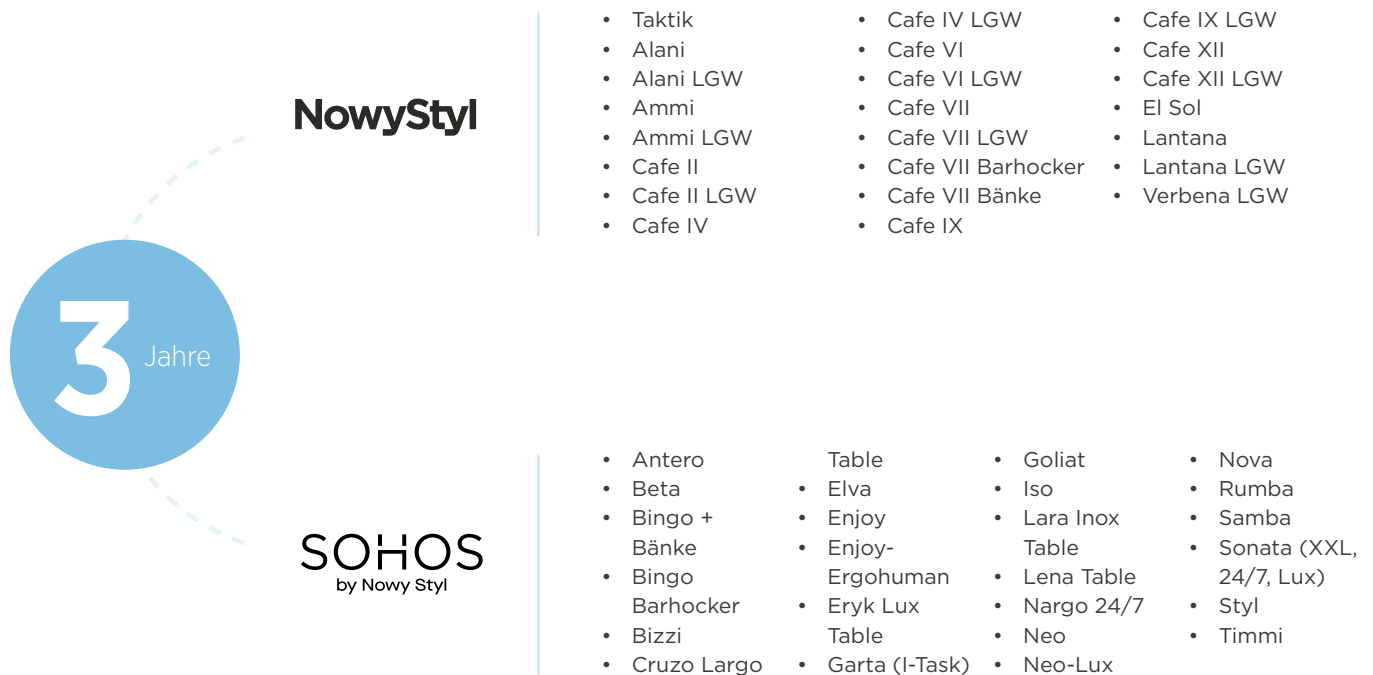 NowyStyl
• Taktik
• Alani
• Alani LGW
• Ammi
• Ammi LGW
• Cafe II
• Cafe II LGW
• Cafe IV
• Cafe IV LGW
• Cafe VI
• Cafe VI LGW
• Cafe VII
• Cafe VII LGW
• Cafe VII Barhocker
• Cafe VII Bänke
• Cafe IX
• Cafe IX LGW
• Cafe XII
• Cafe XII LGW
• El Sol
• Lantana
• Lantana LGW
• Verbena LGW
3 Jahre
SOHOS
by Nowy Styl
• Antero
• Beta
• Bingo +
Bänke
• Bingo
Barhocker
• Bizzi
• Cruzo Largo
Table
• Elva
• Enjoy
• Enjoy-
Ergohuman
• Eryk Lux
Table
• Garta (I-Task)
• Goliat
• Iso
• Lara Inox
Table
• Lena Table
• Nargo 24/7
• Neo
• Neo-Lux
• Nova
• Rumba
• Samba
• Sonata (XXL,
24/7, Lux)
• Styl
• Timmi